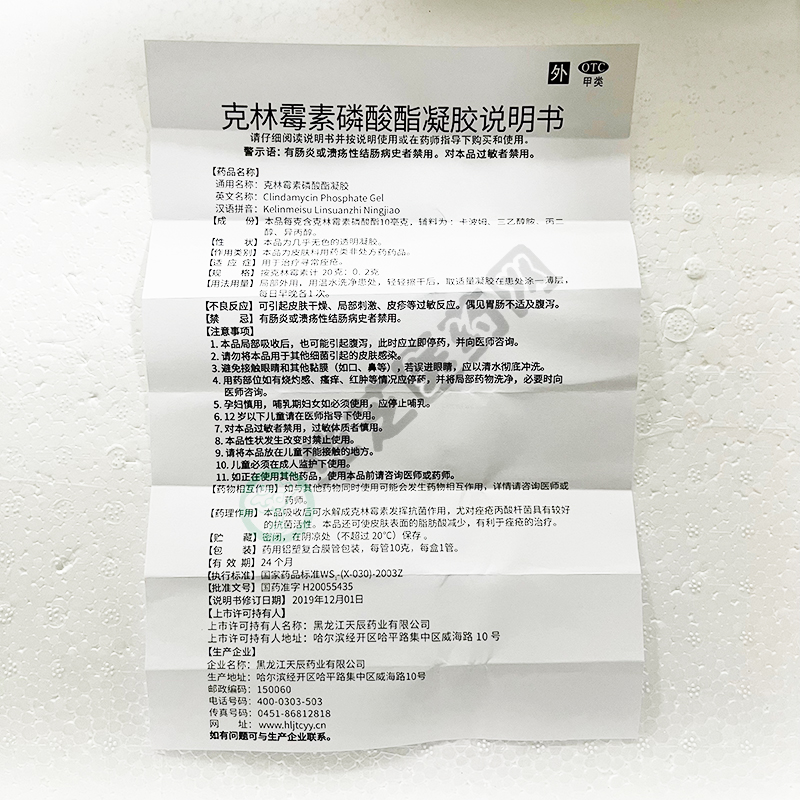 外 OTC
甲类
克林霉素磷酸酯凝胶说明书
请仔细阅读说明书并按说明使用或在药师指导下购买和使用。
警示语：有肠炎或溃疡性结肠病史者禁用。对本品过敏者禁用。
【药品名称】
通用名称：克林霉素磷酸酯凝胶
英文名称：Clindamycin Phosphate Gel
汉语拼音：Kelinmeisu Linsuanzhi Ningjiao
【成 份】本品每克含克林霉素磷酸酯10毫克，辅料为：卡波姆、三乙醇胺、丙二
醇、异丙醇。
【性 状】本品为几乎无色的透明凝胶。
【作用类别】本品为皮肤科用药类非处方药药品。
【适 应 症】用于治疗寻常痤疮。
【规 格】按克林霉素计 20克：0.2克
【用法用量】局部外用，用温水洗净患处，轻轻擦干后，取适量凝胶在患处涂一薄层，
每日早晚各1次。
【不良反应】可引起皮肤干燥、局部刺激、皮疹等过敏反应。偶见胃肠不适及腹泻。
【禁 忌】有肠炎或溃疡性结肠病史者禁用。
【注意事项】
1. 本品局部吸收后，也可能引起腹泻，此时应立即停药，并向医师咨询。
2. 请勿将本品用于其他细菌引起的皮肤感染。
3.避免接触眼睛和其他黏膜（如口、鼻等）。若误进眼睛，应以清水彻底冲洗。
4. 用药部位如有烧灼感、瘙痒、红肿等情况应停药，并将局部药物洗净，必要时向
医师咨询。
5. 孕妇慎用，哺乳期妇女如必须使用，应停止哺乳。
6. 12 岁以下儿童请在医师指导下使用。
7. 对本品过敏者禁用，过敏体质者慎用。
8. 本品性状发生改变时禁止使用。
9. 请将本品放在儿童不能接触的地方。
10. 儿童必须在成人监护下使用。
11. 如正在使用其他药品，使用本品前请咨询医师或药师。
【药物相互作用】如与其他药物同时使用可能会发生药物相互作用，详情请咨询医师或
药师。
【药理作用】本品吸收后可水解成克林霉素发挥抗菌作用，尤对痤疮丙酸杆菌具有较好
的抗菌活性。本品还可使皮肤表面的脂肪酸减少，有利于痤疮的治疗。
【贮 藏】密闭，在阴凉处（不超过 20°C）保存。
【包 装】药用铝塑复合膜管包装，每管10克，每盒1管。
【有 效 期】24 个月
【执行标准】国家药品标准WS₁-(X-030)-2003Z
【批准文号】国药准字 H20055435
【说明书修订日期】2019年12月01日
【上市许可持有人】
上市许可持有人名称：黑龙江天辰药业有限公司
上市许可持有人地址：哈尔滨经开区哈平路集中区威海路 10 号
【生产企业】
企业名称：黑龙江天辰药业有限公司
生产地址：哈尔滨经开区哈平路集中区威海路10号
邮政编码：150060
电话号码：400-0303-503
传真号码：0451-86812818
网 址：www.hljtcyy.cn
如有问题可与生产企业联系。